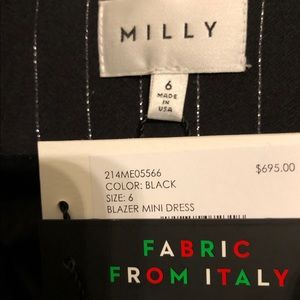 MILLY
6
MADE
IN
USA
214ME05566
$695.00
COLOR: BLACK
SIZE: 6
BLAZER MINI DRESS
FABRIC
FROM ITALY